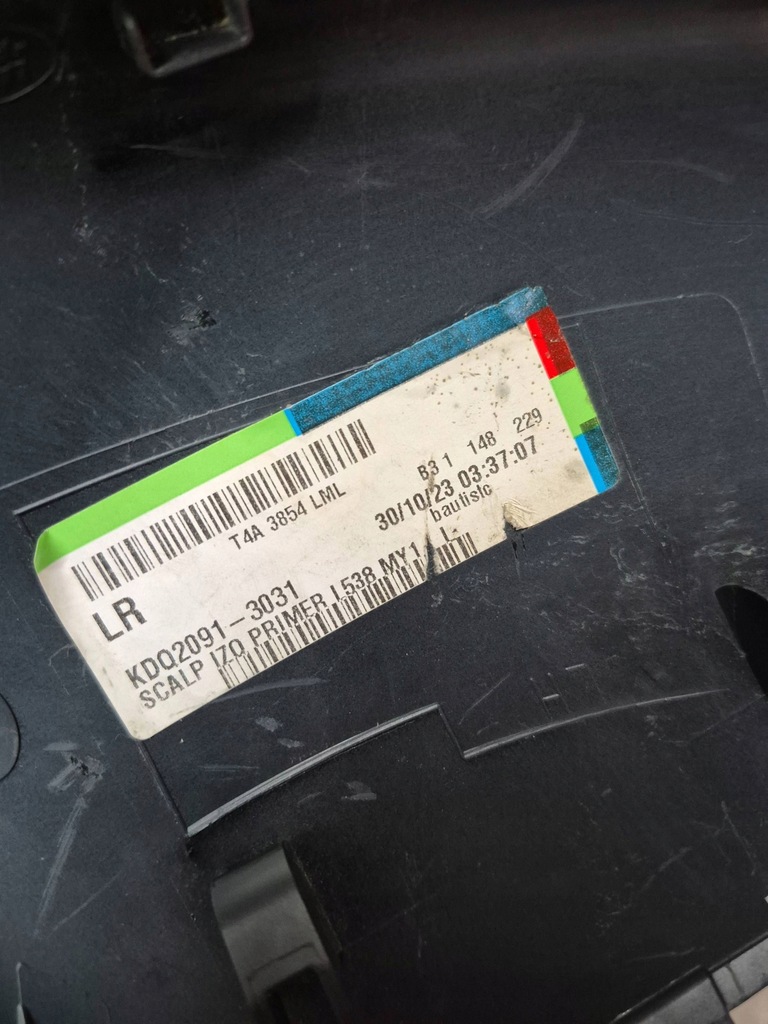 T4A 3854 LML
B3 1 148 229
30/10/23 03:37:07
bautistc
LR
KDQ2091-3031
SCALP IZQ PRIMER L538 MY1 L-